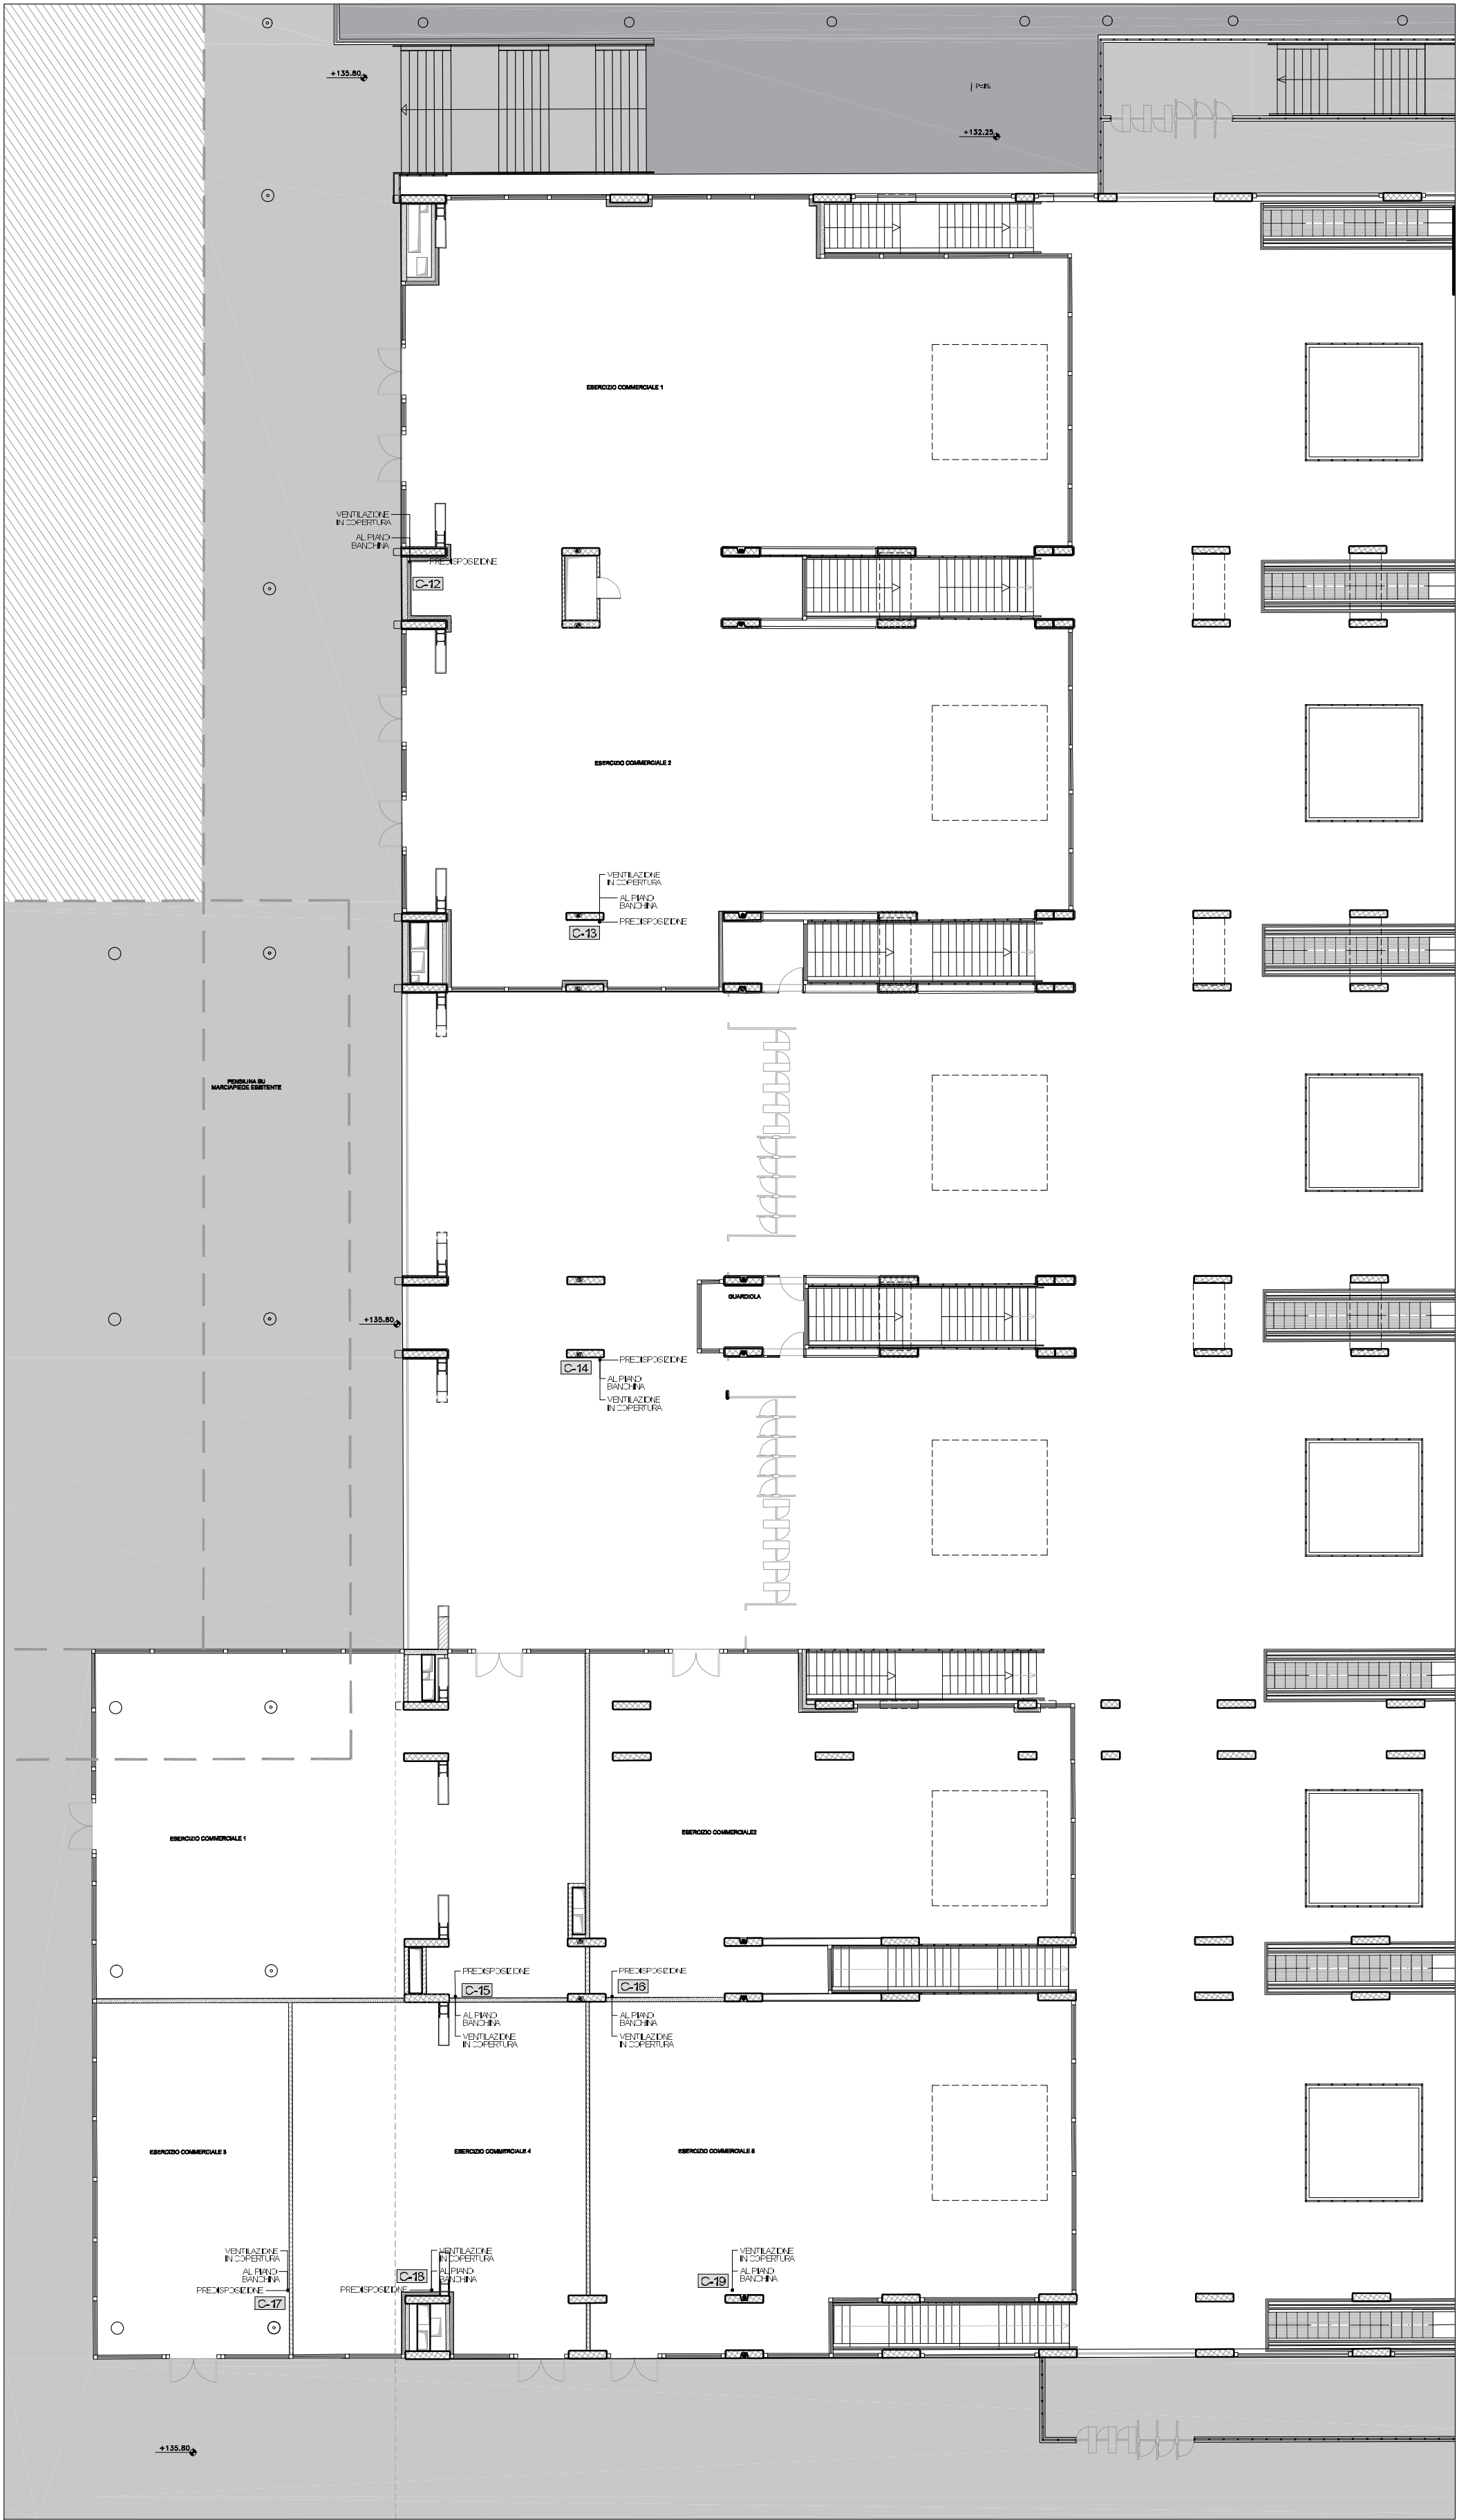 +135.80
P=1%
+132.25
ESERCIZIO COMMERCIALE 1
VENTILAZIONE
IN COPERTURA
AL PIANO
BANCHINA
PREDISPOSIZIONE
C-12
ESERCIZIO COMMERCIALE 2
VENTILAZIONE
IN COPERTURA
AL PIANO
BANCHINA
PREDISPOSIZIONE
C-13
PENSILINA SU
MARCIAPIEDE ESISTENTE
GUARDIOLA
+135.80
PREDISPOSIZIONE
C-14
AL PIANO
BANCHINA
VENTILAZIONE
IN COPERTURA
ESERCIZIO COMMERCIALE 1
ESERCIZIO COMMERCIALE2
PREDISPOSIZIONE
C-15
AL PIANO
BANCHINA
VENTILAZIONE
IN COPERTURA
PREDISPOSIZIONE
C-16
AL PIANO
BANCHINA
VENTILAZIONE
IN COPERTURA
ESERCIZIO COMMERCIALE 3
ESERCIZIO COMMERCIALE 4
ESERCIZIO COMMERCIALE 5
VENTILAZIONE
IN COPERTURA
AL PIANO
BANCHINA
PREDISPOSIZIONE
C-17
VENTILAZIONE
IN COPERTURA
C-18
AL PIANO
BANCHINA
PREDISPOSIZIONE
VENTILAZIONE
IN COPERTURA
AL PIANO
BANCHINA
C-19
+135.80